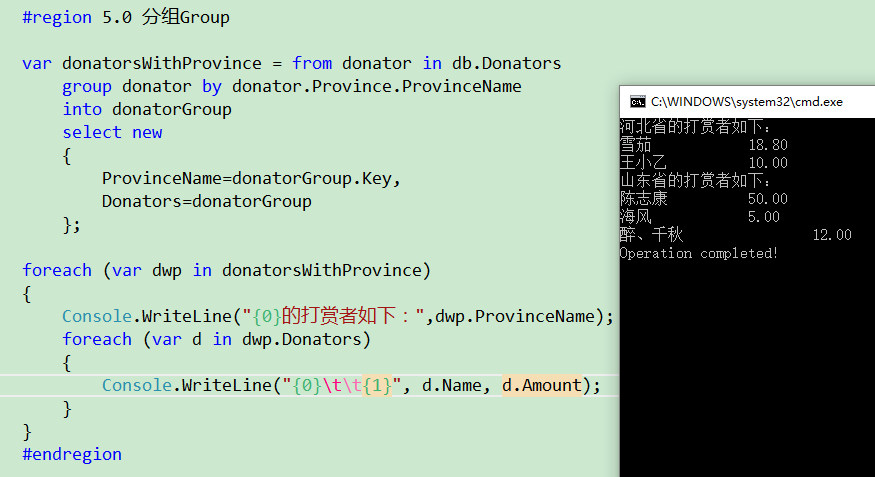 #region 5.0 分组Group
var donatorsWithProvince = from donator in db.Donators
group donator by donator.Province.ProvinceName
into donatorGroup
select new
{
ProvinceName=donatorGroup.Key,
Donators=donatorGroup
};
foreach (var dwp in donatorsWithProvince)
{
Console.WriteLine("{0}的打赏者如下：",dwp.ProvinceName);
foreach (var d in dwp.Donators)
{
Console.WriteLine("{0}\t\t{1}", d.Name, d.Amount);
}
}
#endregion
C:\WINDOWS\system32\cmd.exe
河北省的打赏者如下：
雪茄 18.80
王小乙 10.00
山东省的打赏者如下：
陈志康 50.00
海风 5.00
醉、千秋 12.00
Operation completed!